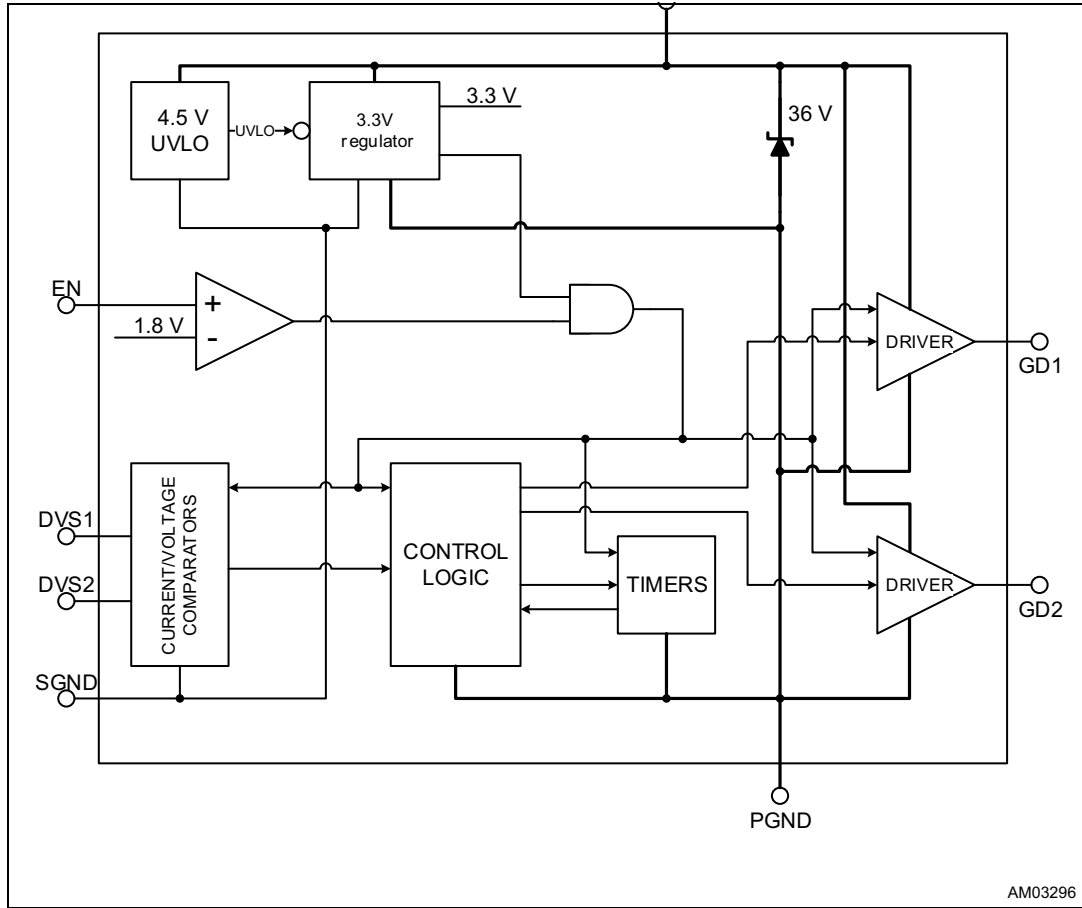 4.5 V
UVLO
UVLO
3.3V
regulator
3.3 V
36 V
EN
+
1.8 V
-
DRIVER
GD1
DVS1
DVS2
CURRENT/VOLTAGE
COMPARATORS
CONTROL
LOGIC
TIMERS
DRIVER
GD2
SGND
PGND
AM03296